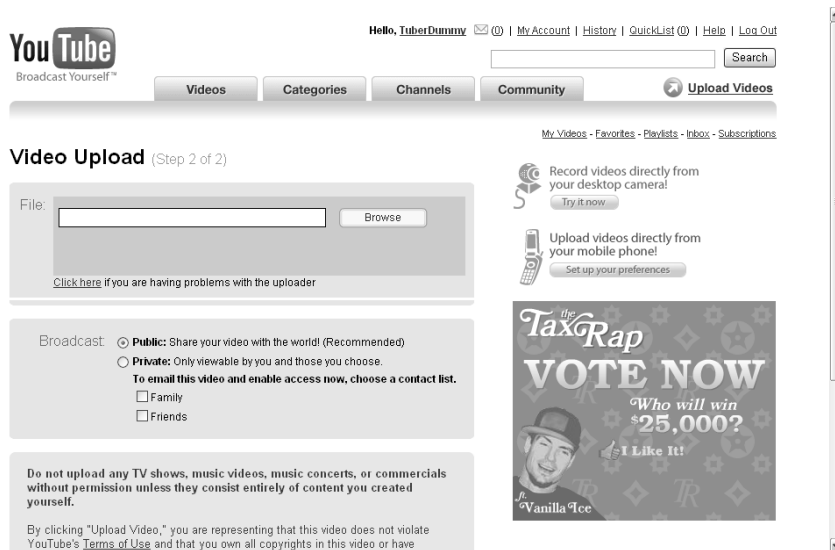 Hello, TuberDummy (0) | My Account | History | QuickList (0) | Help | Log Out
YouTube
Broadcast Yourself™
Search
Videos Categories Channels Community Upload Videos
My Videos - Favorites - Playlists - Inbox - Subscriptions
Video Upload (Step 2 of 2)
File:
Browse
Click here if you are having problems with the uploader
Broadcast:
Public: Share your video with the world! (Recommended)
Private: Only viewable by you and those you choose.
To email this video and enable access now, choose a contact list.
Family
Friends
Do not upload any TV shows, music videos, music concerts, or commercials
without permission unless they consist entirely of content you created
yourself.
By clicking "Upload Video," you are representing that this video does not violate
YouTube's Terms of Use and that you own all copyrights in this video or have
Record videos directly from
your desktop camera!
Try it now
Upload videos directly from
your mobile phone!
Set up your preferences
the
Tax Rap
VOTE NOW
Who will win
$25,000?
I Like It!
TR
TR
ft.
Vanilla Ice